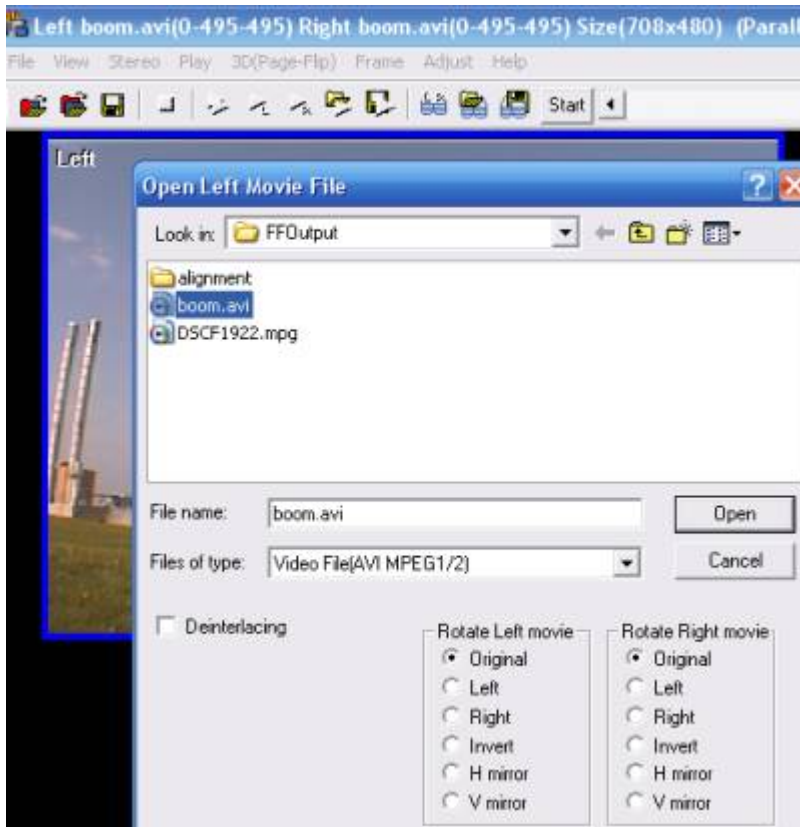 Left boom.avi(0-495-495) Right boom.avi(0-495-495) Size(708x480) (Parall
File View Stereo Play 3D(Page-Flip) Frame Adjust Help
Start
Left
Open Left Movie File
Look in: FFOutput
alignment
boom.avi
DSCF1922.mpg
File name: boom.avi Open
Files of type: Video File(AVI MPEG1/2) Cancel
Deinterlacing
Rotate Left movie Rotate Right movie
Original Original
Left Left
Right Right
Invert Invert
H mirror H mirror
V mirror V mirror